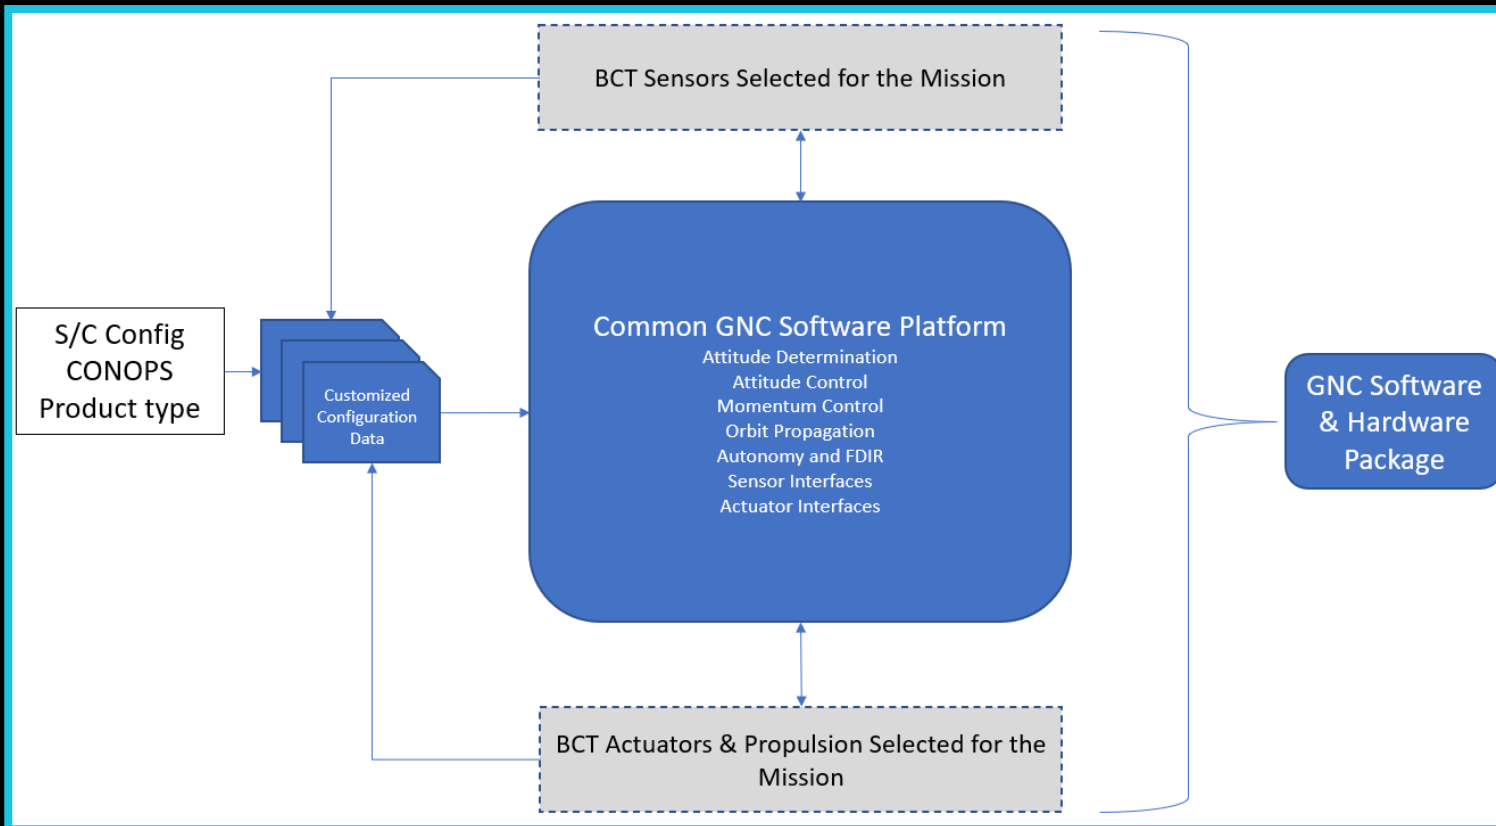 BCT Sensors Selected for the Mission
S/C Config
CONOPS
Product type
Customized
Configuration
Data
Common GNC Software Platform
Attitude Determination
Attitude Control
Momentum Control
Orbit Propagation
Autonomy and FDIR
Sensor Interfaces
Actuator Interfaces
GNC Software
& Hardware
Package
BCT Actuators & Propulsion Selected for the
Mission